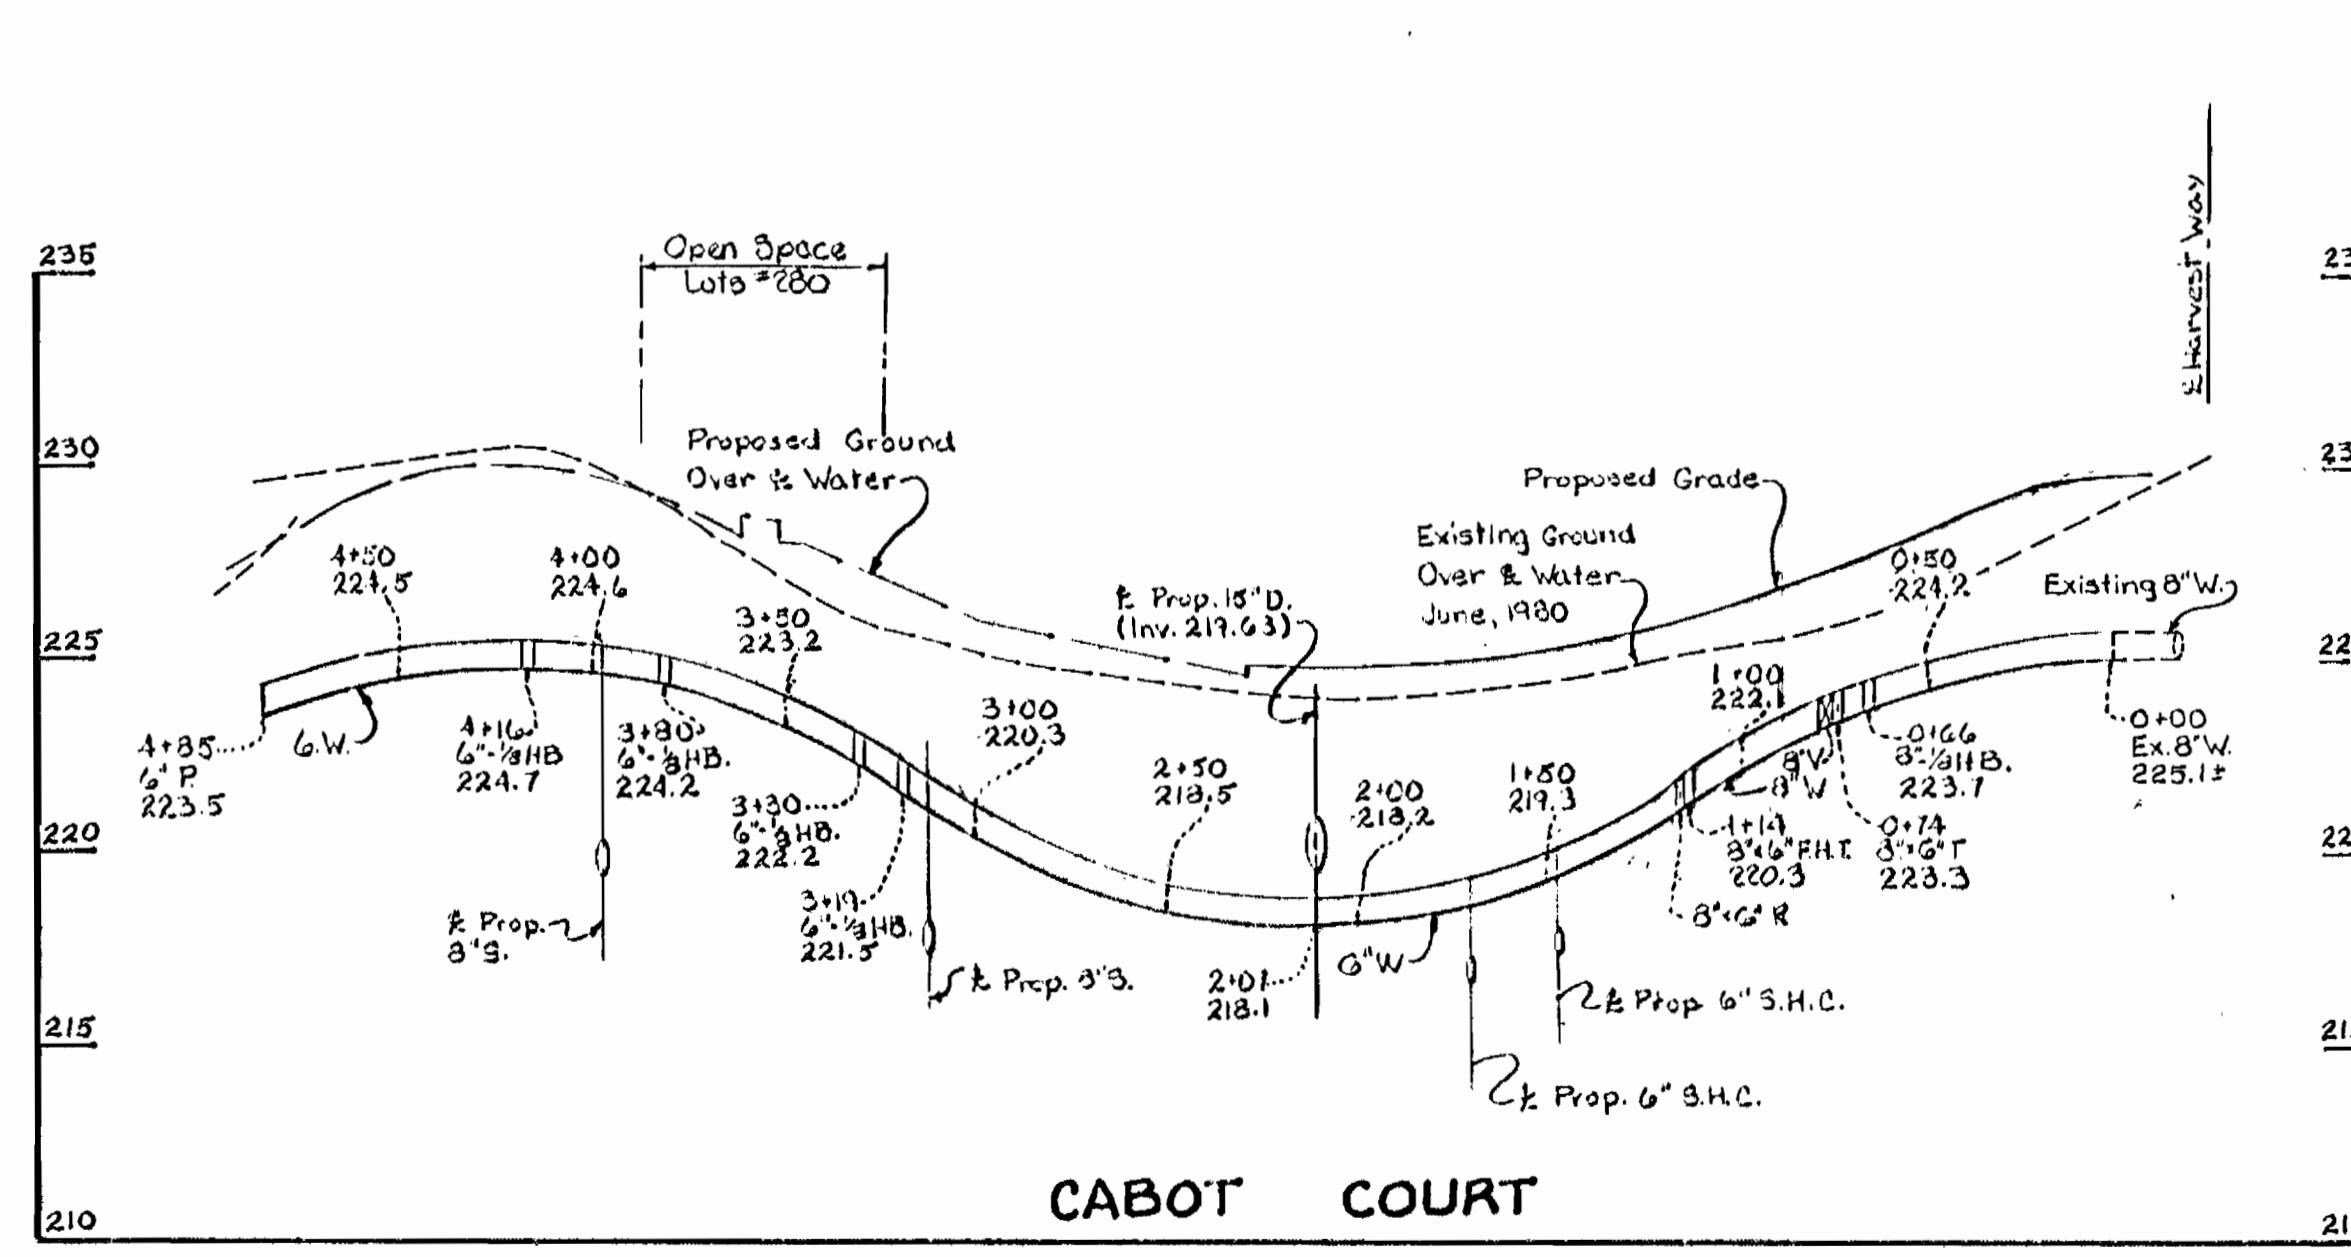 235
Open Space
Lots #280
230
Proposed Ground
Over ℄ Water
Proposed Grade
Existing Ground
Over ℄ Water
June, 1980
℄ Harvest Way
4+50
224.5
4+00
224.6
3+50
223.2
℄ Prop. 15" D.
(Inv. 219.63)
0+50
224.2
Existing 8" W.
225
1+00
222.1
4+85
6" P.
223.5
6.W.
4+16
6"-⅛HB
224.7
3+80
6"-⅛HB.
224.2
3+00
220.3
3+30
6"-⅛HB.
222.2
2+50
218.5
2+00
218.2
1+50
219.3
8"V
8"W
0+66
8"-⅛HB.
223.7
0+00
Ex. 8" W.
225.1±
220
3+19
6"-⅛HB.
221.5
1+14
8"x6" F.H.T.
220.3
0+74
8"x6" T
223.3
8"x6" R
℄ Prop.
8" S.
℄ Prop. 8" S.
218.1
6"W
℄ Prop 6" S.H.C.
215
℄ Prop. 6" S.H.C.
CABOT COURT
210
23
23
22
22
21
21